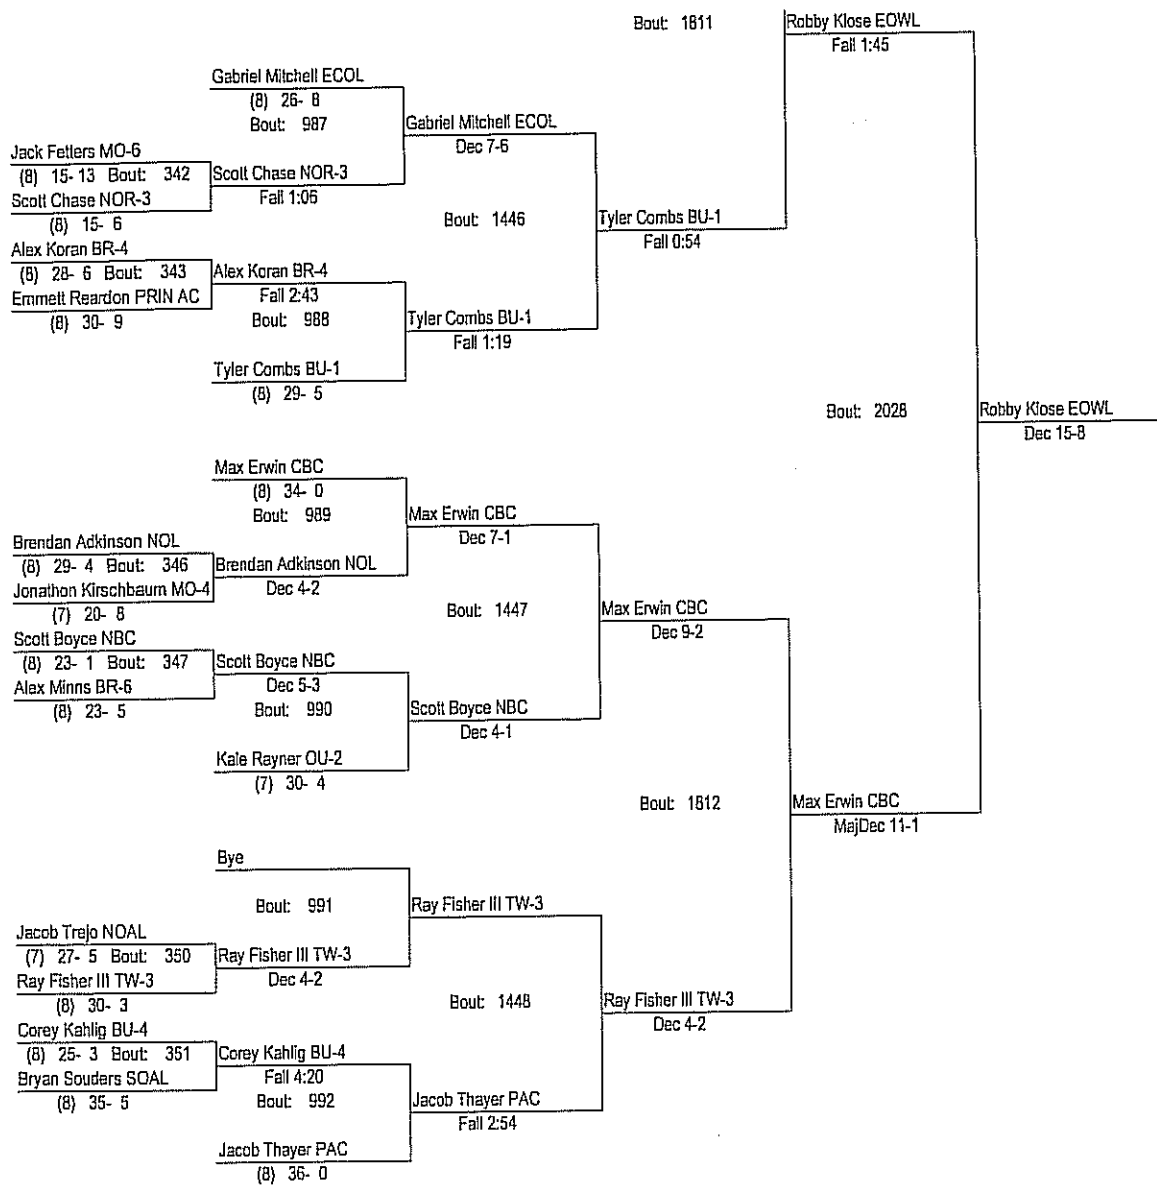 Bout: 1811
Robby Klose EOWL
Fall 1:45
Gabriel Mitchell ECOL
(8) 26- 8
Bout: 987
Gabriel Mitchell ECOL
Dec 7-6
Jack Fetters MO-6
(8) 15- 13 Bout: 342
Scott Chase NOR-3
(8) 15- 6
Scott Chase NOR-3
Fall 1:06
Bout: 1446
Tyler Combs BU-1
Fall 0:54
Alex Koran BR-4
(8) 28- 6 Bout: 343
Emmett Reardon PRIN AC
(8) 30- 9
Alex Koran BR-4
Fall 2:43
Bout: 988
Tyler Combs BU-1
Fall 1:19
Tyler Combs BU-1
(8) 29- 5
Bout: 2028
Robby Klose EOWL
Dec 15-8
Max Erwin CBC
(8) 34- 0
Bout: 989
Max Erwin CBC
Dec 7-1
Brendan Adkinson NOL
(8) 29- 4 Bout: 346
Jonathon Kirschbaum MO-4
(7) 20- 8
Brendan Adkinson NOL
Dec 4-2
Bout: 1447
Max Erwin CBC
Dec 9-2
Scott Boyce NBC
(8) 23- 1 Bout: 347
Alex Minns BR-6
(8) 23- 5
Scott Boyce NBC
Dec 5-3
Bout: 990
Scott Boyce NBC
Dec 4-1
Kale Rayner OU-2
(7) 30- 4
Bout: 1812
Max Erwin CBC
MajDec 11-1
Bye
Bout: 991
Ray Fisher III TW-3
Jacob Trejo NOAL
(7) 27- 5 Bout: 350
Ray Fisher III TW-3
(8) 30- 3
Ray Fisher III TW-3
Dec 4-2
Bout: 1448
Ray Fisher III TW-3
Dec 4-2
Corey Kahlig BU-4
(8) 25- 3 Bout: 351
Bryan Souders SOAL
(8) 35- 5
Corey Kahlig BU-4
Fall 4:20
Bout: 992
Jacob Thayer PAC
Fall 2:54
Jacob Thayer PAC
(8) 36- 0